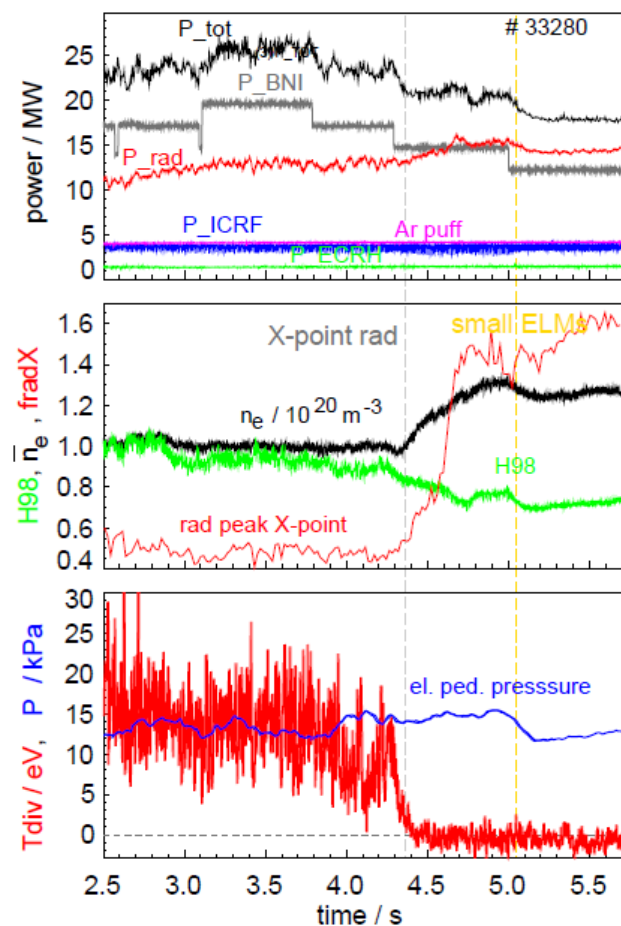 P_tot
# 33280
P_BNI
P_rad
P_ICRF
Ar puff
P_ECRH
power / MW
25
20
15
10
5
0
X-point rad
small ELMs
n_e / 10^20 m^-3
H98
rad peak X-point
H98, n̄_e , fradX
1.6
1.4
1.2
1.0
0.8
0.6
0.4
el. ped. presssure
Tdiv / eV, P / kPa
30
25
20
15
10
5
0
2.5 3.0 3.5 4.0 4.5 5.0 5.5
time / s